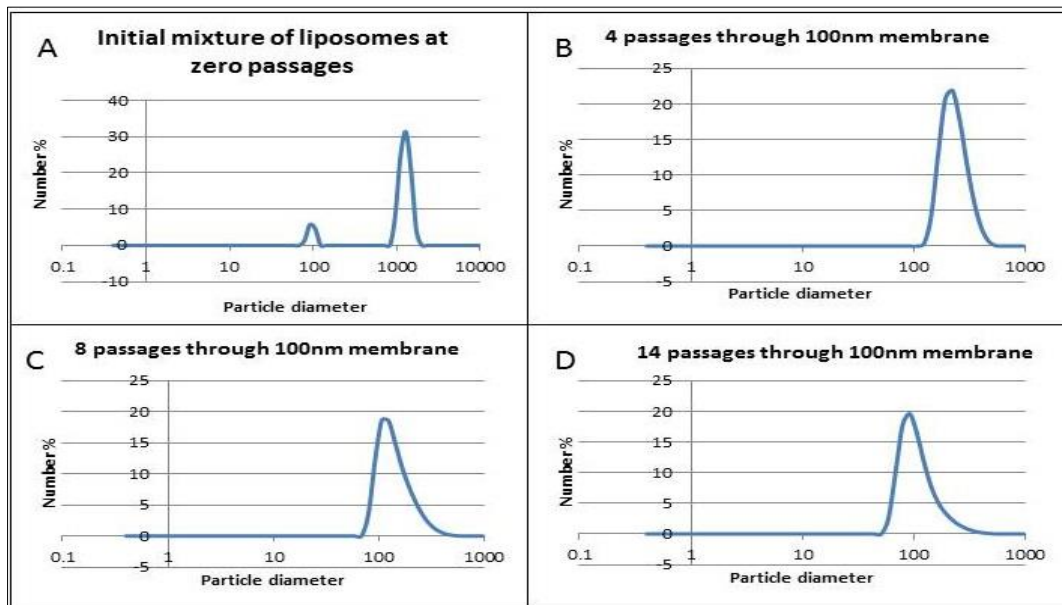 A
Initial mixture of liposomes at
zero passages
40
30
20
10
0
-10
0.1 1 10 100 1000 10000
Number%
Particle diameter
B
4 passages through 100nm membrane
25
20
15
10
5
0
-5
0.1 1 10 100 1000
Number%
Particle diameter
C
8 passages through 100nm membrane
25
20
15
10
5
0
-5
0.1 1 10 100 1000
Number%
Particle diameter
D
14 passages through 100nm membrane
25
20
15
10
5
0
-5
0.1 1 10 100 1000
Number%
Particle diameter